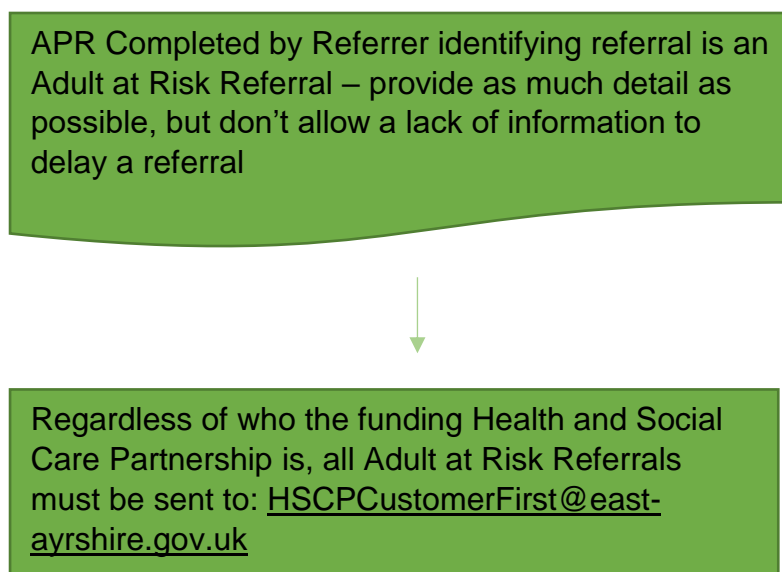 APR Completed by Referrer identifying referral is an
Adult at Risk Referral – provide as much detail as
possible, but don’t allow a lack of information to
delay a referral
Regardless of who the funding Health and Social
Care Partnership is, all Adult at Risk Referrals
must be sent to: HSCPCustomerFirst@east-
ayrshire.gov.uk